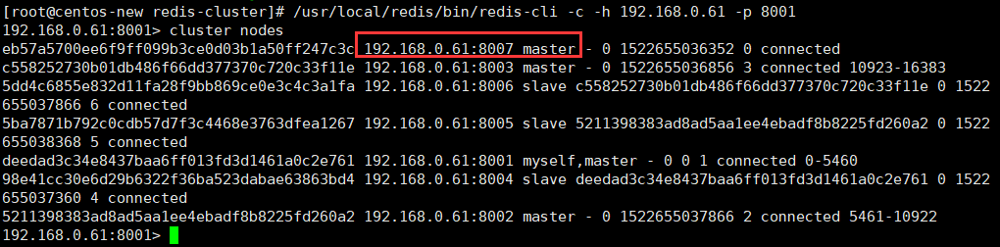 [root@centos-new redis-cluster]# /usr/local/redis/bin/redis-cli -c -h 192.168.0.61 -p 8001
192.168.0.61:8001> cluster nodes
eb57a5700ee6f9ff099b3ce0d03b1a50ff247c3c 192.168.0.61:8007 master - 0 1522655036352 0 connected
c558252730b01db486f66dd377370c720c33f11e 192.168.0.61:8003 master - 0 1522655036856 3 connected 10923-16383
5dd4c6855e832d11fa28f9bb869ce0e3c4c3a1fa 192.168.0.61:8006 slave c558252730b01db486f66dd377370c720c33f11e 0 1522
655037866 6 connected
5ba7871b792c0cdb57d7f3c4468e3763dfea1267 192.168.0.61:8005 slave 5211398383ad8ad5aa1ee4ebadf8b8225fd260a2 0 1522
655038368 5 connected
deedad3c34e8437baa6ff013fd3d1461a0c2e761 192.168.0.61:8001 myself,master - 0 0 1 connected 0-5460
98e41cc30e6d29b6322f36ba523dabae63863bd4 192.168.0.61:8004 slave deedad3c34e8437baa6ff013fd3d1461a0c2e761 0 1522
655037360 4 connected
5211398383ad8ad5aa1ee4ebadf8b8225fd260a2 192.168.0.61:8002 master - 0 1522655037866 2 connected 5461-10922
192.168.0.61:8001>